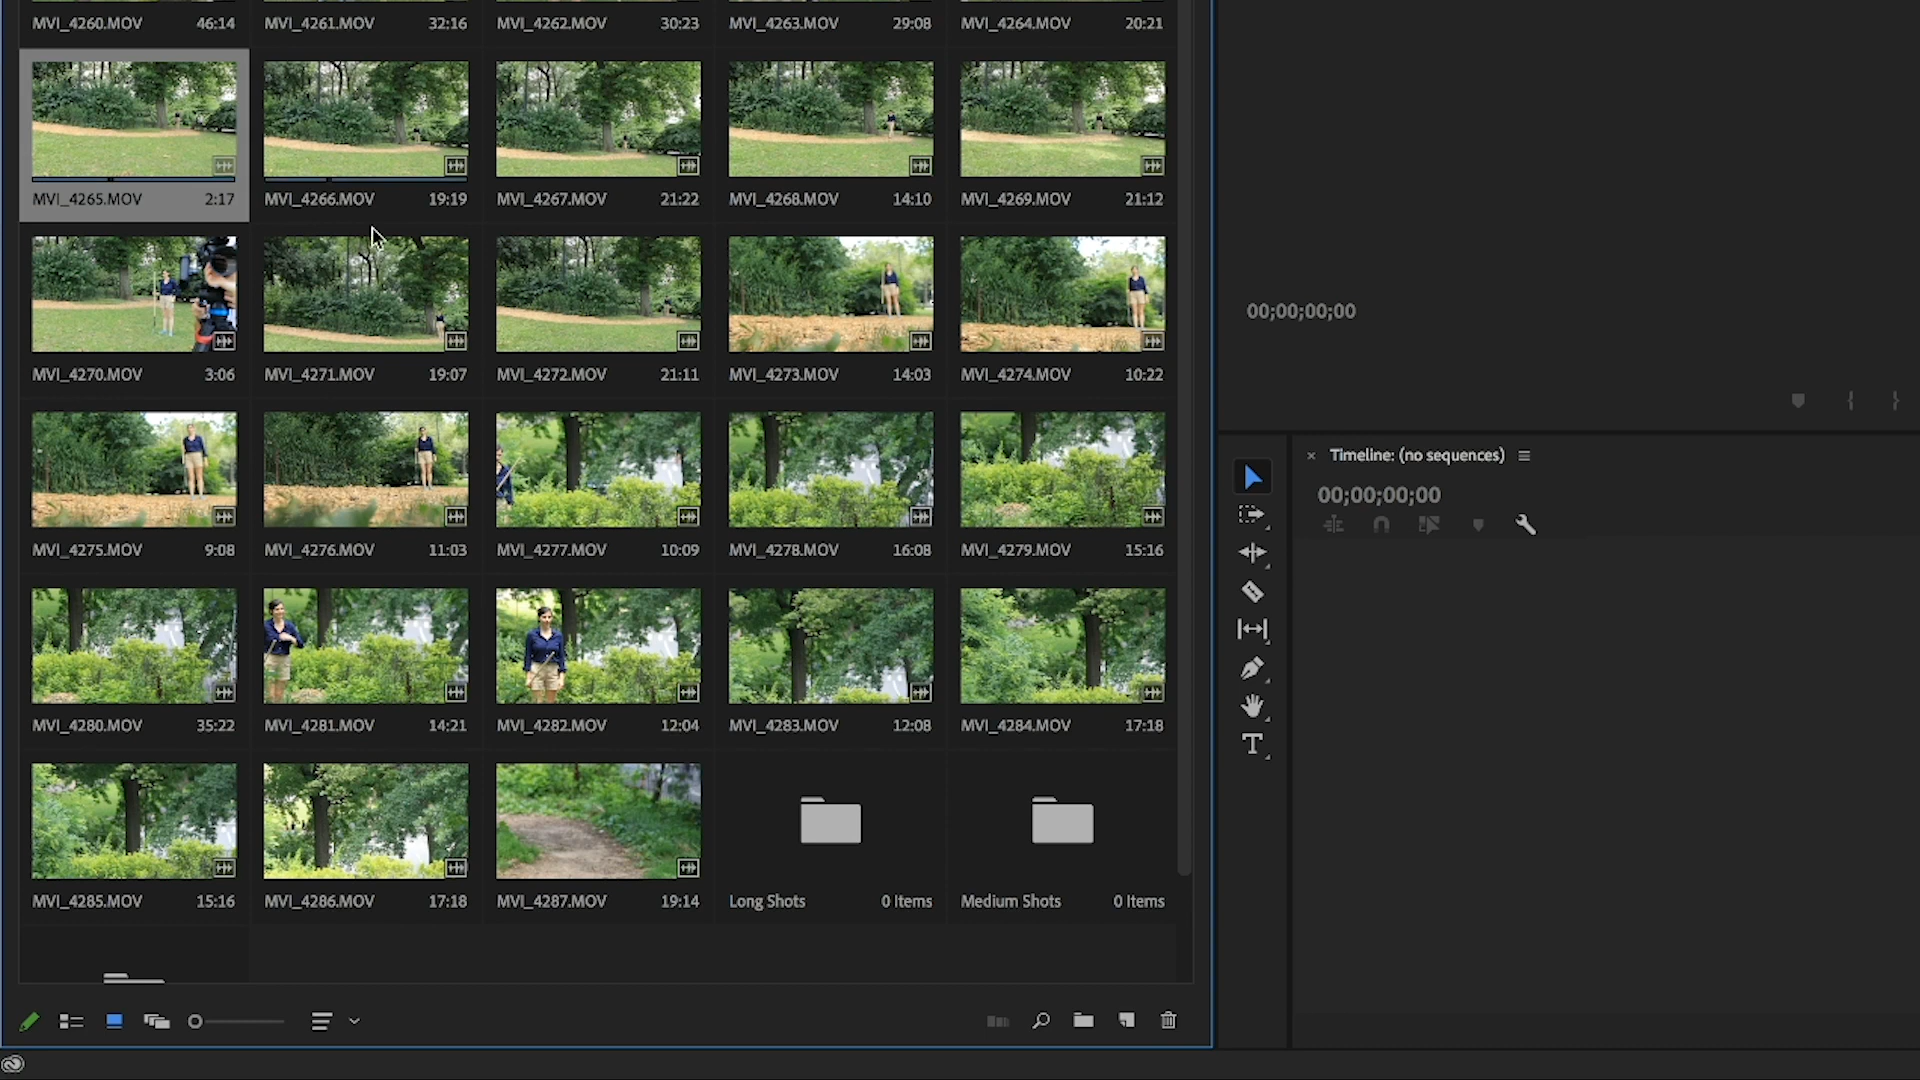 MVI_4260.MOV 46:14 MVI_4261.MOV 32:16 MVI_4262.MOV 30:23 MVI_4263.MOV 29:08 MVI_4264.MOV 20:21
MVI_4265.MOV 2:17 MVI_4266.MOV 19:19 MVI_4267.MOV 21:22 MVI_4268.MOV 14:10 MVI_4269.MOV 21:12
MVI_4270.MOV 3:06 MVI_4271.MOV 19:07 MVI_4272.MOV 21:11 MVI_4273.MOV 14:03 MVI_4274.MOV 10:22
00;00;00;00
Timeline: (no sequences)
00;00;00;00
MVI_4275.MOV 9:08 MVI_4276.MOV 11:03 MVI_4277.MOV 10:09 MVI_4278.MOV 16:08 MVI_4279.MOV 15:16
MVI_4280.MOV 35:22 MVI_4281.MOV 14:21 MVI_4282.MOV 12:04 MVI_4283.MOV 12:08 MVI_4284.MOV 17:18
MVI_4285.MOV 15:16 MVI_4286.MOV 17:18 MVI_4287.MOV 19:14 Long Shots 0 Items Medium Shots 0 Items